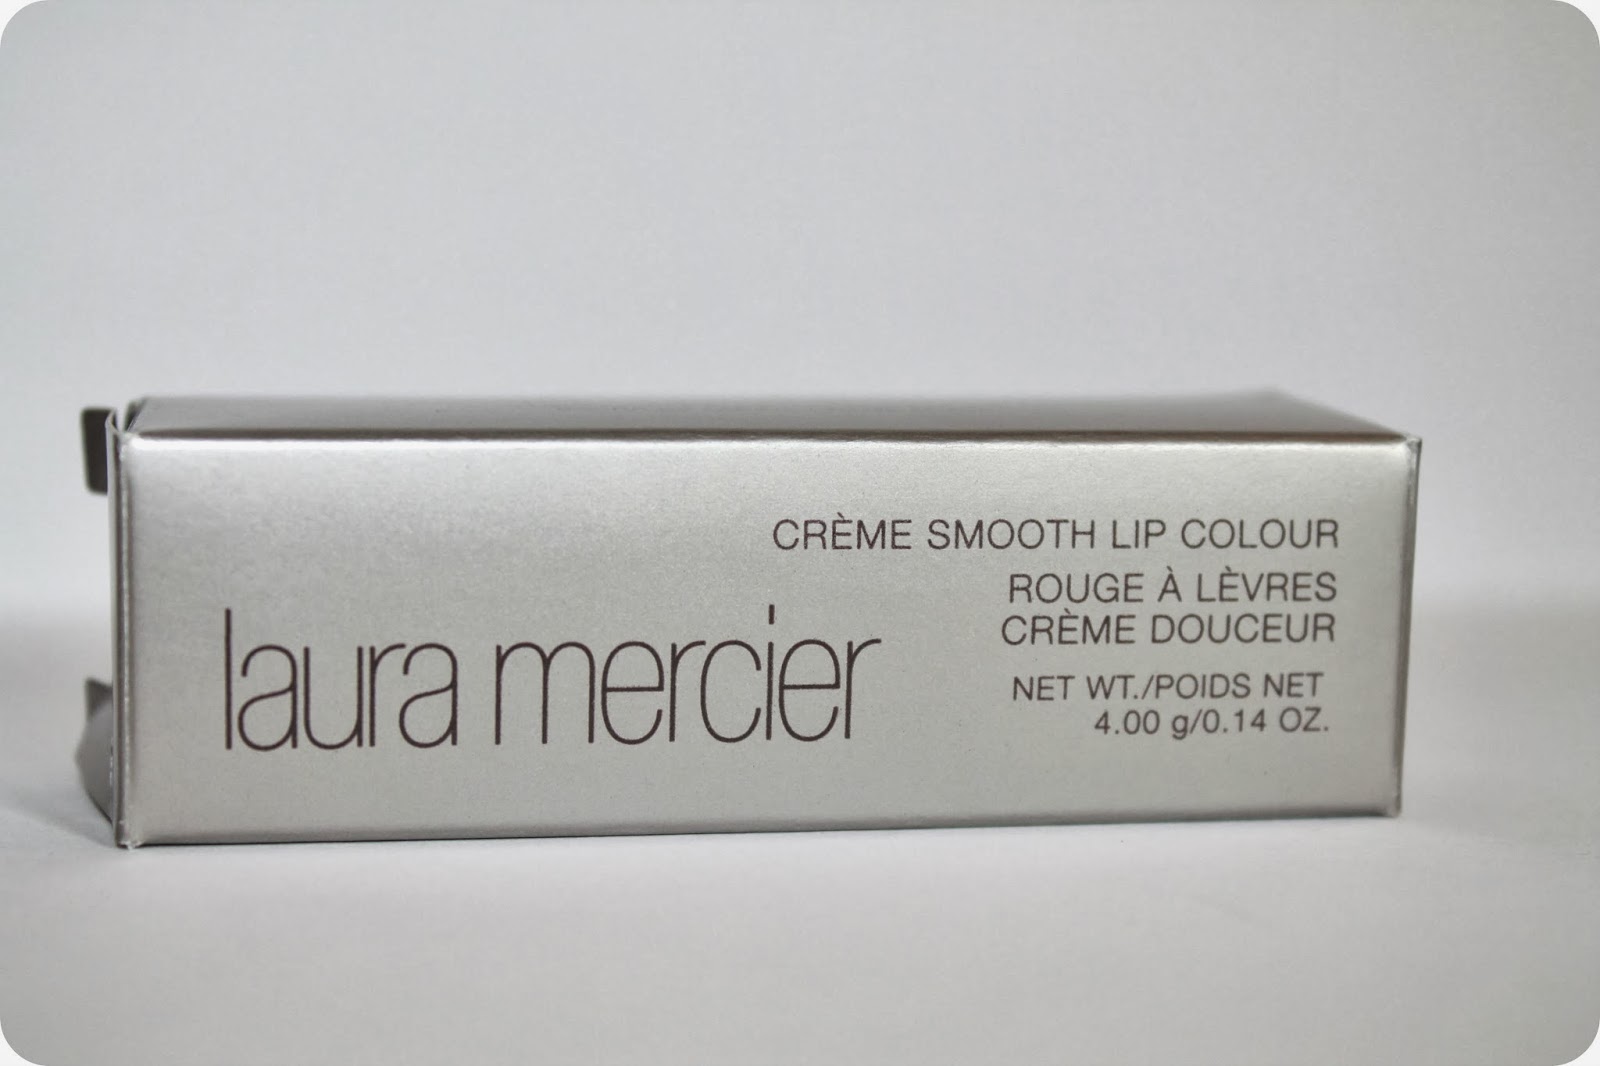 CRÈME SMOOTH LIP COLOUR
ROUGE À LÈVRES
CRÈME DOUCEUR
laura mercier
NET WT./POIDS NET
4.00 g/0.14 OZ.